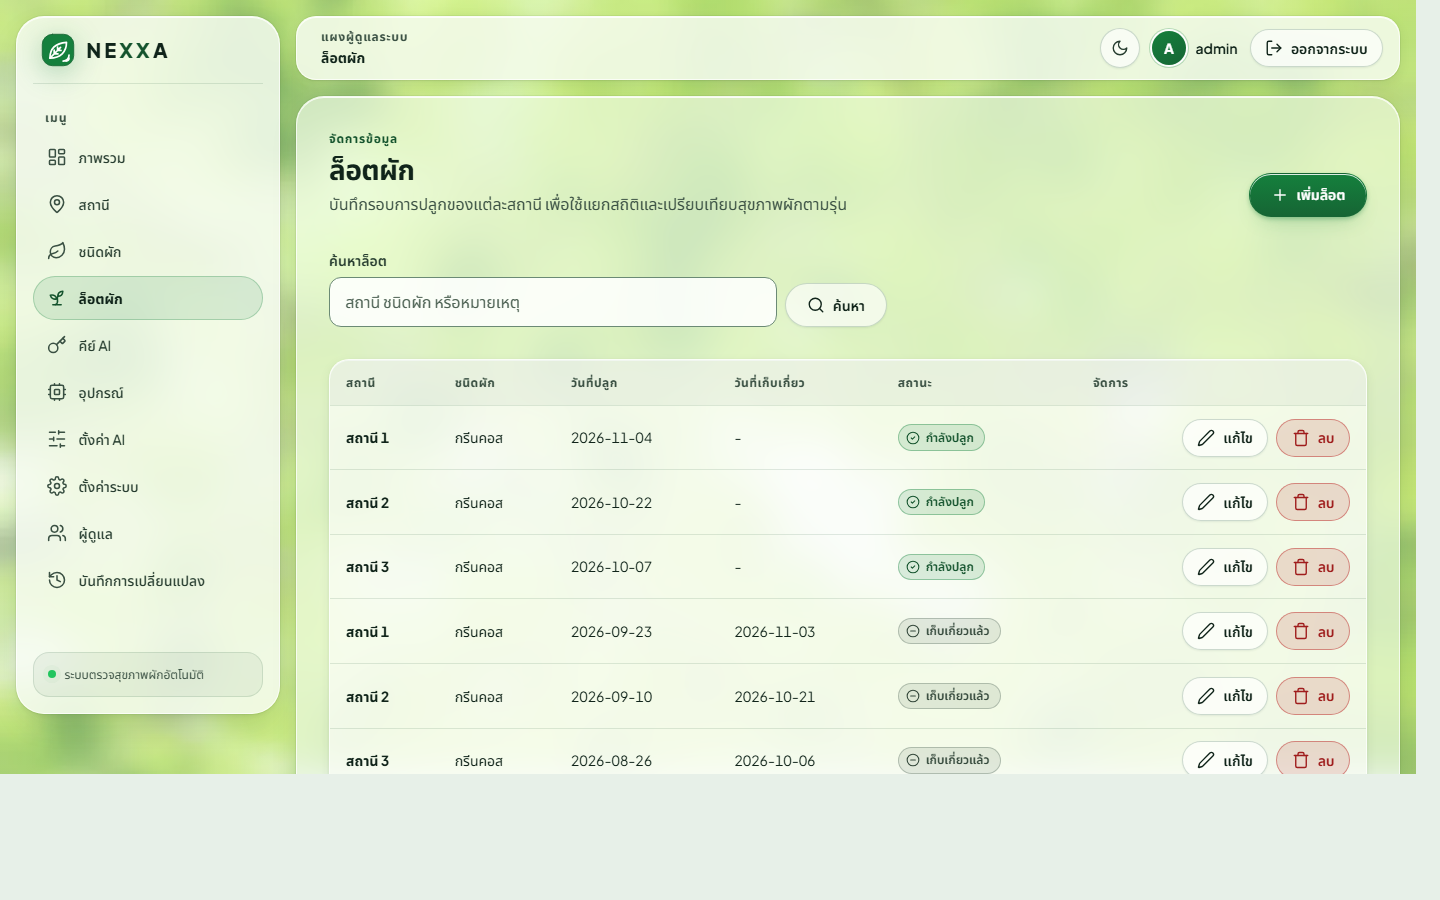 NEXXA
เมนู
ภาพรวม
สถานี
ชนิดผัก
ล็อตผัก
คีย์ AI
อุปกรณ์
ตั้งค่า AI
ตั้งค่าระบบ
ผู้ดูแล
บันทึกการเปลี่ยนแปลง
ระบบตรวจสุขภาพผักอัตโนมัติ
แผงผู้ดูแลระบบ
ล็อตผัก
A admin ออกจากระบบ
จัดการข้อมูล
ล็อตผัก
บันทึกรอบการปลูกของแต่ละสถานี เพื่อใช้แยกสถิติและเปรียบเทียบสุขภาพผักตามรุ่น
เพิ่มล็อต
ค้นหาล็อต
สถานี ชนิดผัก หรือหมายเหตุ
ค้นหา
สถานี ชนิดผัก วันที่ปลูก วันที่เก็บเกี่ยว สถานะ จัดการ
สถานี 1 กรีนคอส 2026-11-04 - กำลังปลูก แก้ไข ลบ
สถานี 2 กรีนคอส 2026-10-22 - กำลังปลูก แก้ไข ลบ
สถานี 3 กรีนคอส 2026-10-07 - กำลังปลูก แก้ไข ลบ
สถานี 1 กรีนคอส 2026-09-23 2026-11-03 เก็บเกี่ยวแล้ว แก้ไข ลบ
สถานี 2 กรีนคอส 2026-09-10 2026-10-21 เก็บเกี่ยวแล้ว แก้ไข ลบ
สถานี 3 กรีนคอส 2026-08-26 2026-10-06 เก็บเกี่ยวแล้ว แก้ไข ลบ